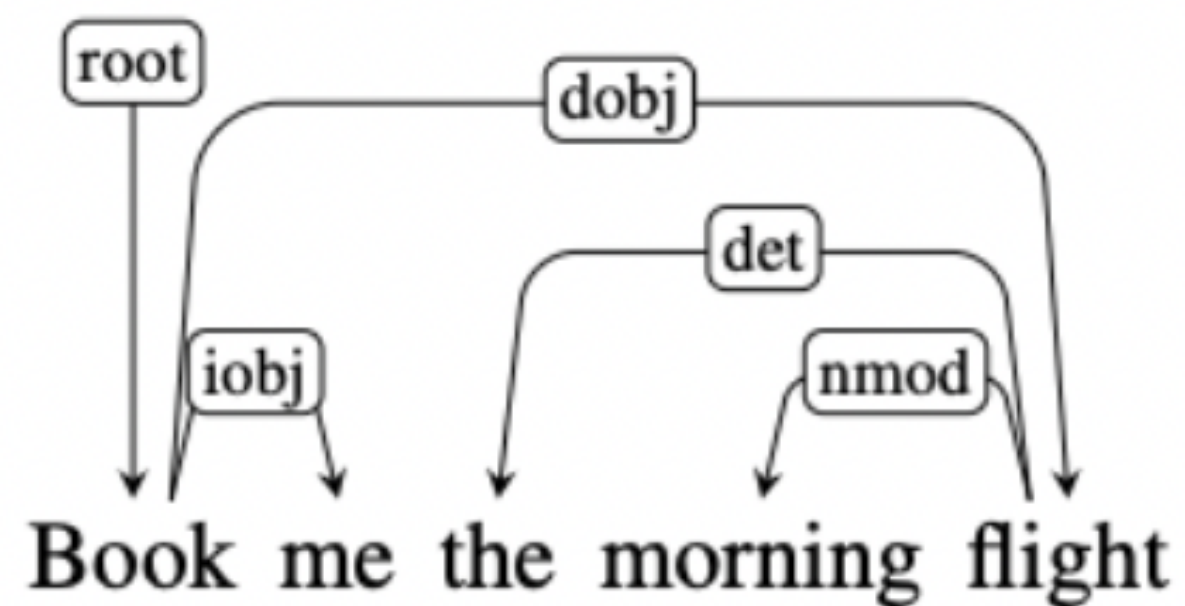 root
dobj
det
iobj
nmod
Book me the morning flight